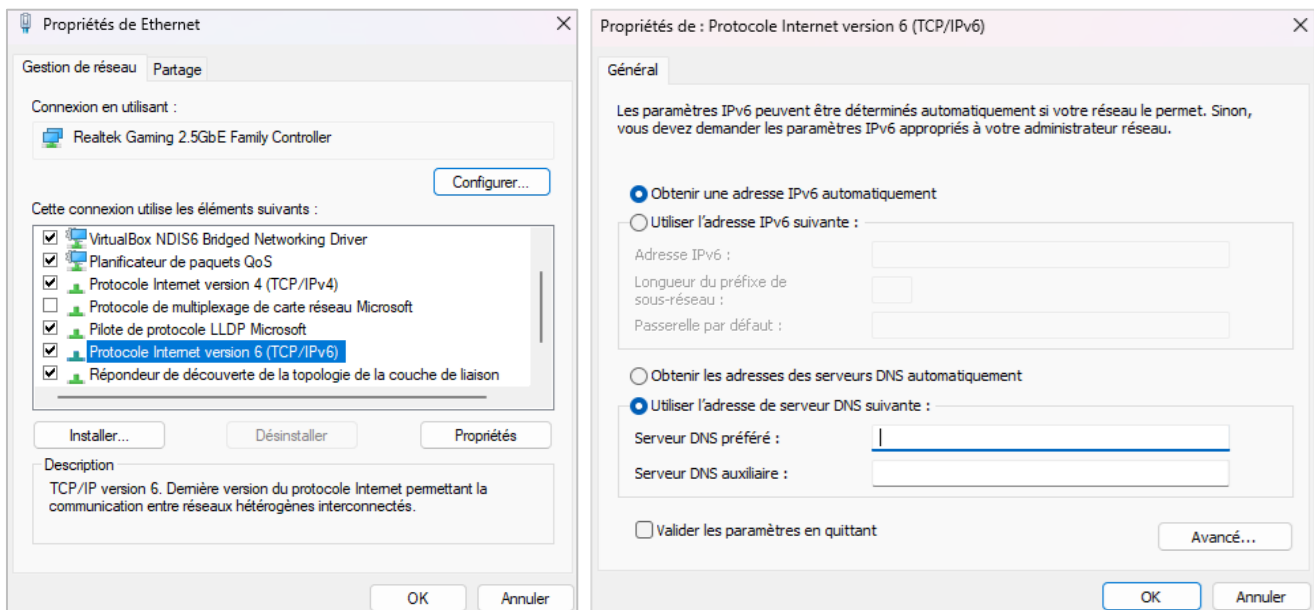 Propriétés de Ethernet
Gestion de réseau
Partage
Connexion en utilisant :
Realtek Gaming 2.5GbE Family Controller
Configurer...
Cette connexion utilise les éléments suivants :
VirtualBox NDIS6 Bridged Networking Driver
Planificateur de paquets QoS
Protocole Internet version 4 (TCP/IPv4)
Protocole de multiplexage de carte réseau Microsoft
Pilote de protocole LLDP Microsoft
Protocole Internet version 6 (TCP/IPv6)
Répondeur de découverte de la topologie de la couche de liaison
Installer...
Désinstaller
Propriétés
Description
TCP/IP version 6. Dernière version du protocole Internet permettant la
communication entre réseaux hétérogènes interconnectés.
OK
Annuler
Propriétés de : Protocole Internet version 6 (TCP/IPv6)
Général
Les paramètres IPv6 peuvent être déterminés automatiquement si votre réseau le permet. Sinon,
vous devez demander les paramètres IPv6 appropriés à votre administrateur réseau.
Obtenir une adresse IPv6 automatiquement
Utiliser l'adresse IPv6 suivante :
Adresse IPv6 :
Longueur du préfixe de
sous-réseau :
Passerelle par défaut :
Obtenir les adresses des serveurs DNS automatiquement
Utiliser l'adresse de serveur DNS suivante :
Serveur DNS préféré :
Serveur DNS auxiliaire :
Valider les paramètres en quittant
Avancé...
OK
Annuler